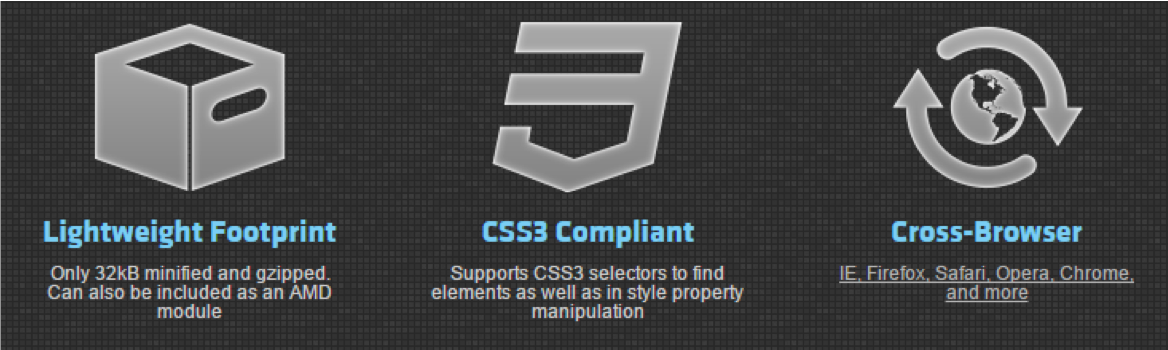 Lightweight Footprint
Only 32kB minified and gzipped.
Can also be included as an AMD
module
CSS3 Compliant
Supports CSS3 selectors to find
elements as well as in style property
manipulation
Cross-Browser
IE, Firefox, Safari, Opera, Chrome,
and more